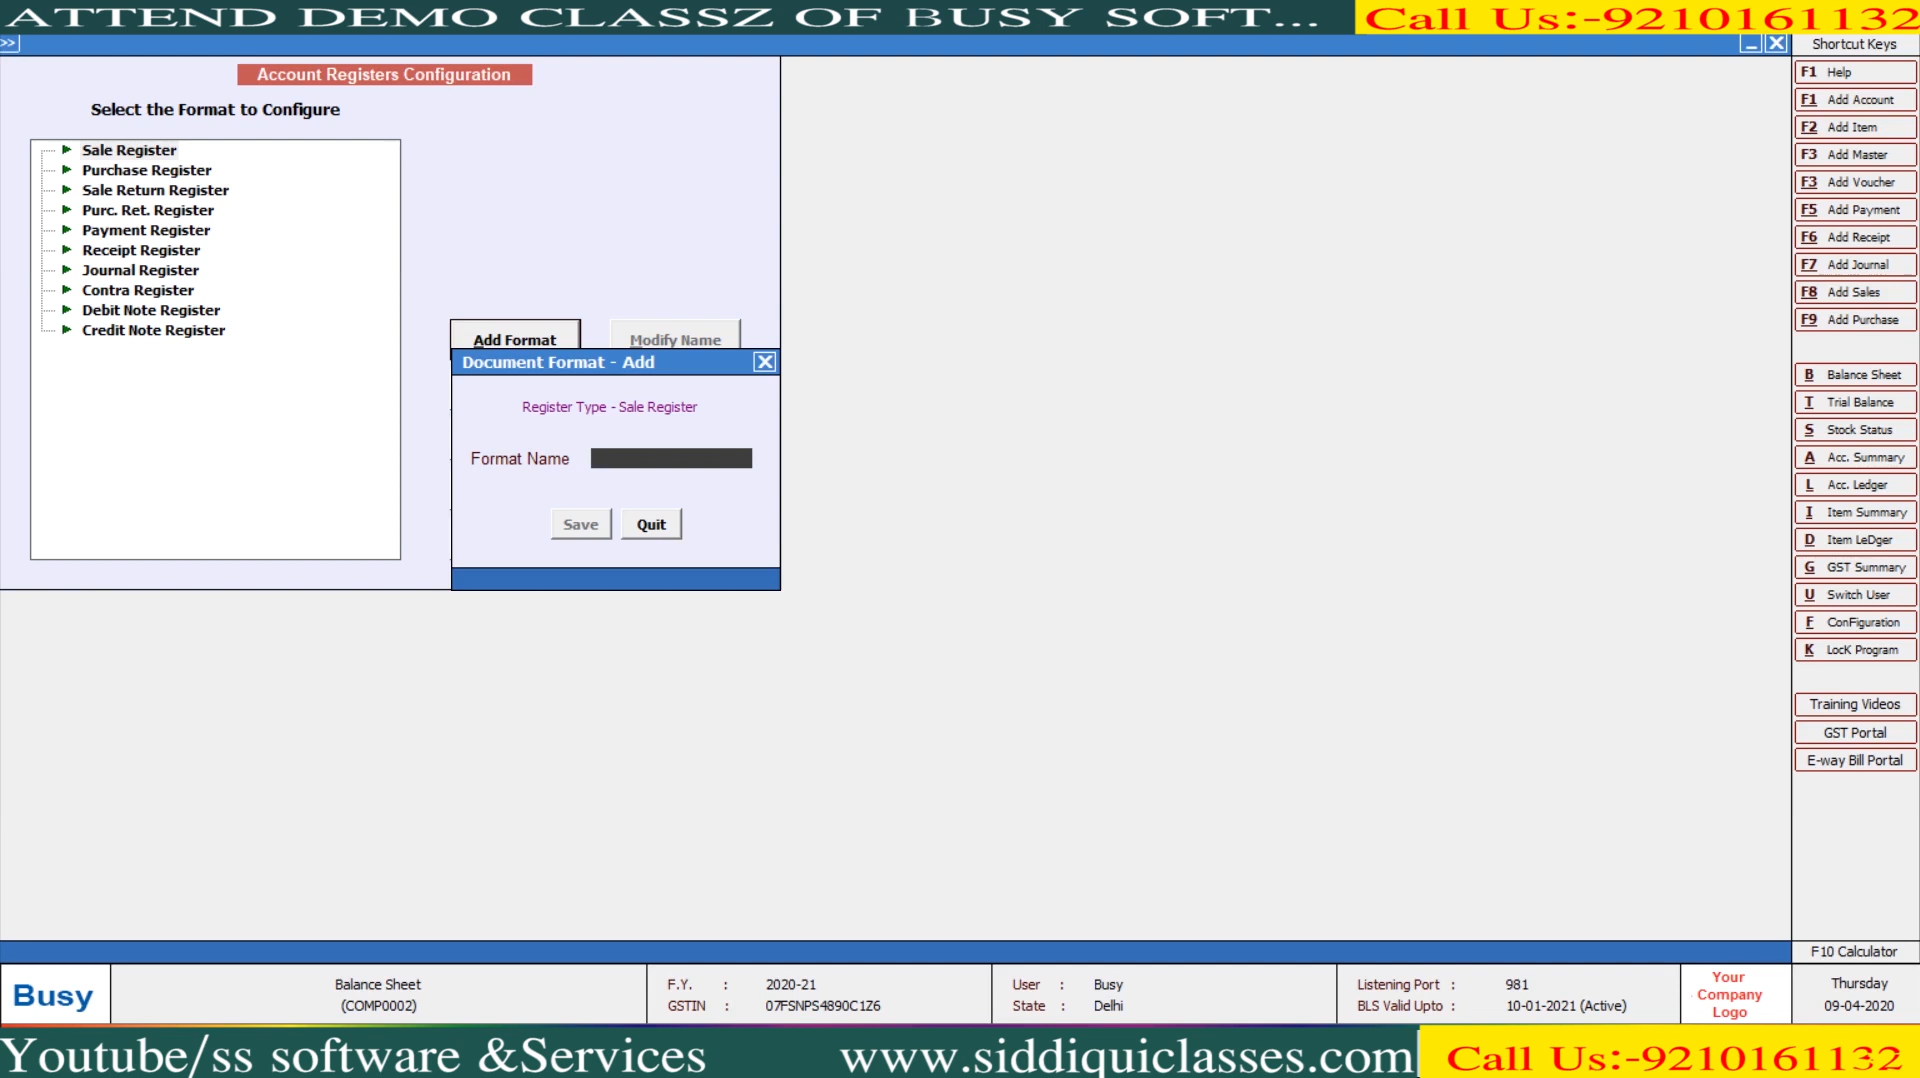 ATTEND DEMO CLASSZ OF BUSY SOFT...
Call Us:-9210161132
>>
Shortcut Keys
Account Registers Configuration
Select the Format to Configure
Sale Register
Purchase Register
Sale Return Register
Purc. Ret. Register
Payment Register
Receipt Register
Journal Register
Contra Register
Debit Note Register
Credit Note Register
Add Format
Modify Name
Document Format - Add
Register Type - Sale Register
Format Name
Save
Quit
F1 Help
F1 Add Account
F2 Add Item
F3 Add Master
F3 Add Voucher
F5 Add Payment
F6 Add Receipt
F7 Add Journal
F8 Add Sales
F9 Add Purchase
B Balance Sheet
T Trial Balance
S Stock Status
A Acc. Summary
L Acc. Ledger
I Item Summary
D Item LeDger
G GST Summary
U Switch User
F ConFiguration
K LocK Program
Training Videos
GST Portal
E-way Bill Portal
F10 Calculator
Busy
Balance Sheet
(COMP0002)
F.Y. : 2020-21
GSTIN : 07FSNPS4890C1Z6
User : Busy
State : Delhi
Listening Port : 981
BLS Valid Upto : 10-01-2021 (Active)
Your
Company
Logo
Thursday
09-04-2020
Youtube/ss software &Services
www.siddiquiclasses.com
Call Us:-9210161132